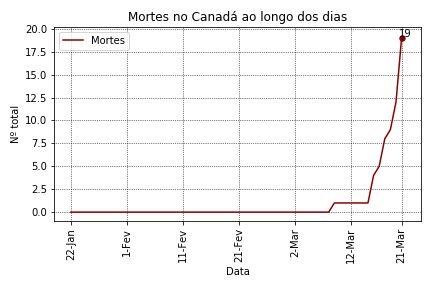 Mortes no Canadá ao longo dos dias
Nº total
20.0
17.5
15.0
12.5
10.0
7.5
5.0
2.5
0.0
Mortes
19
22-Jan
1-Fev
11-Fev
21-Fev
2-Mar
12-Mar
21-Mar
Data